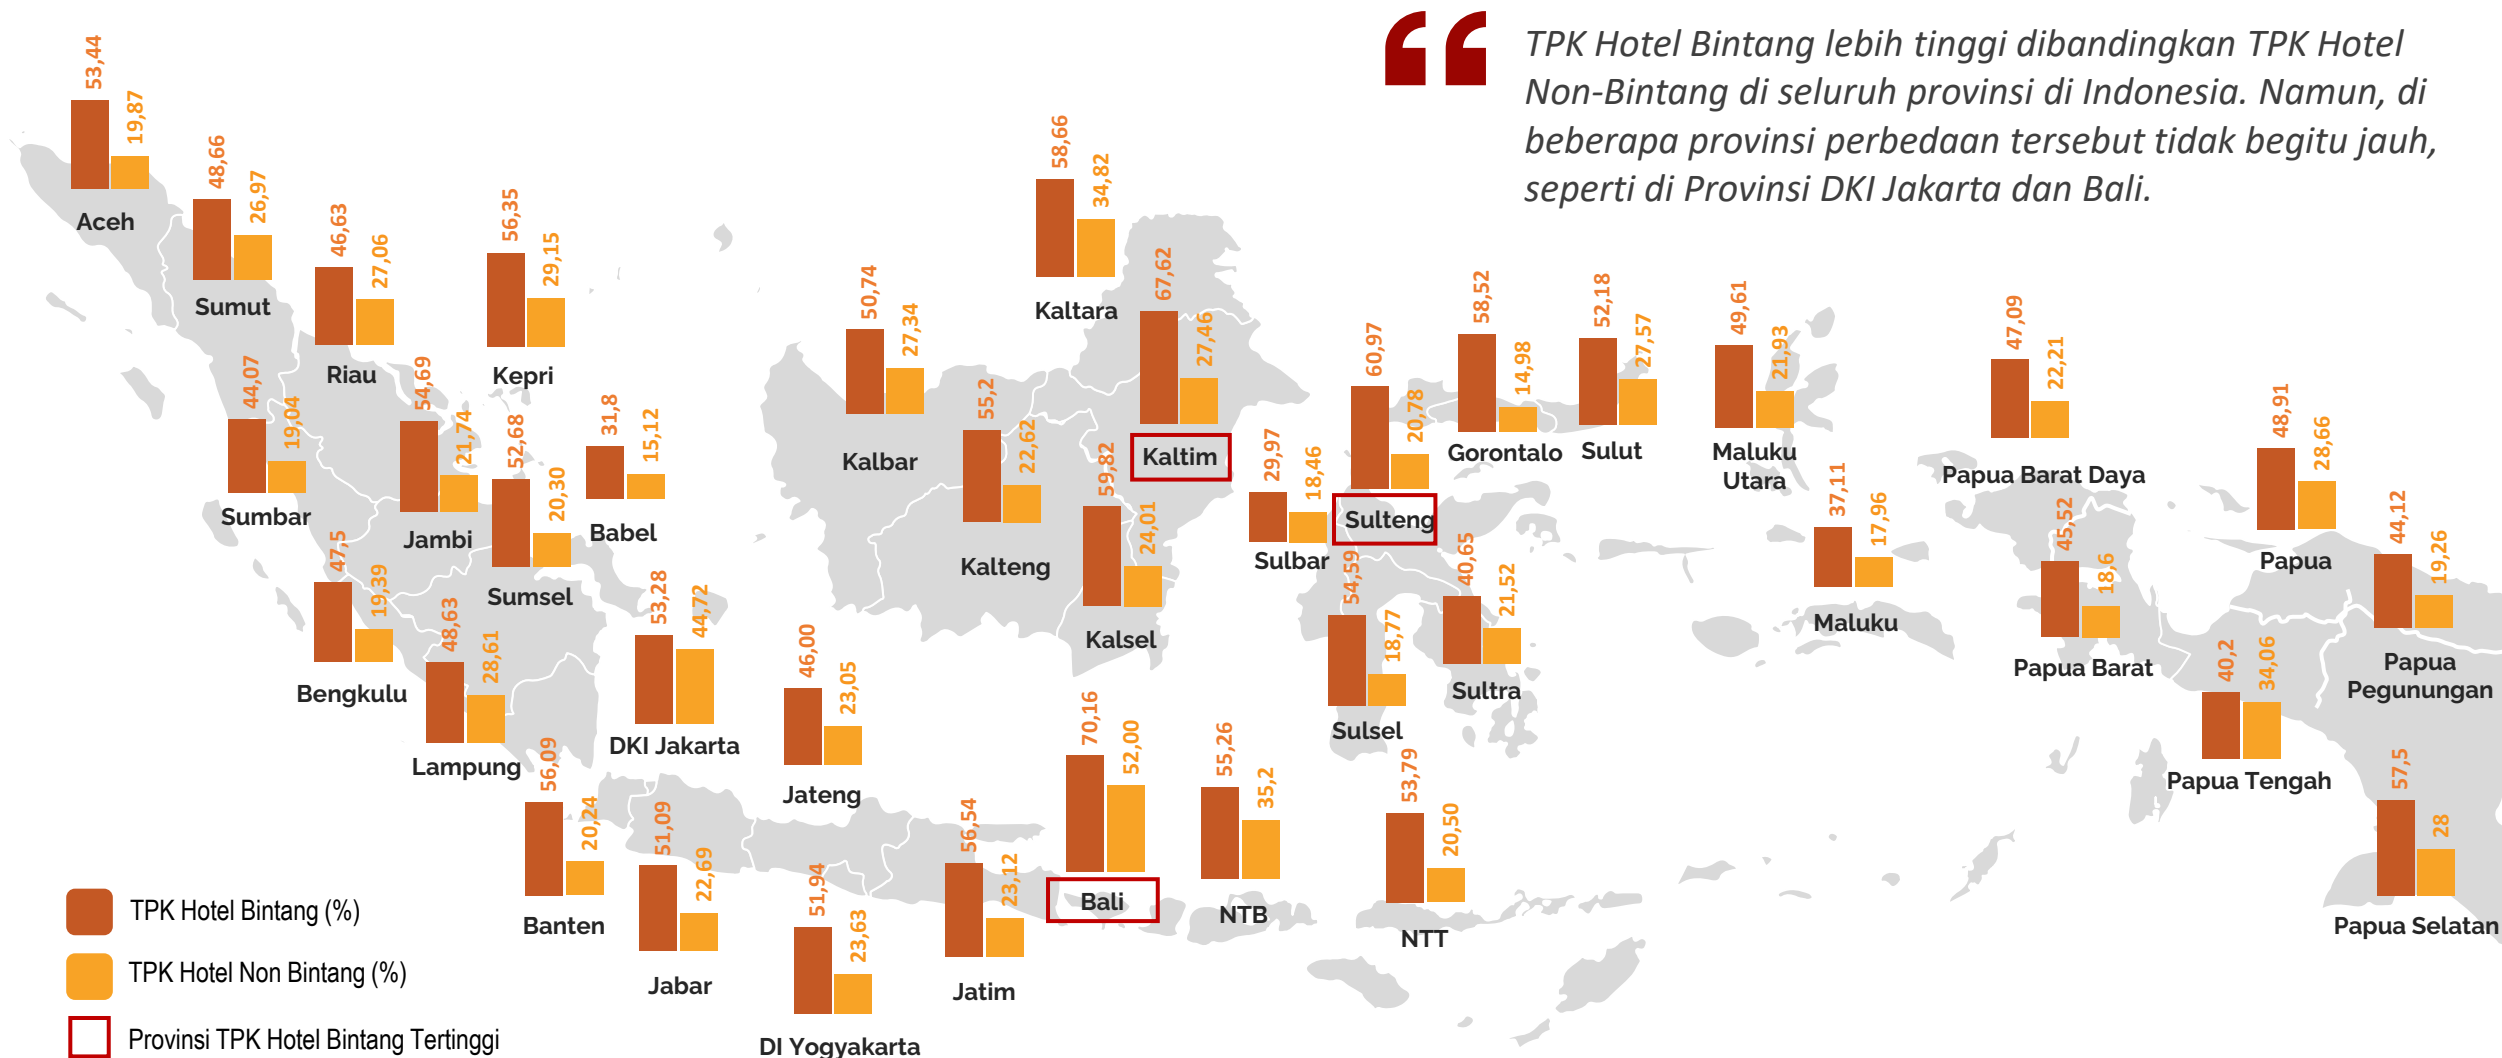 “
TPK Hotel Bintang lebih tinggi dibandingkan TPK Hotel
Non-Bintang di seluruh provinsi di Indonesia. Namun, di
beberapa provinsi perbedaan tersebut tidak begitu jauh,
seperti di Provinsi DKI Jakarta dan Bali.
53,44
19,87
Aceh
48,66
26,97
Sumut
46,63
27,06
Riau
56,35
29,15
Kepri
44,07
19,04
Sumbar
54,69
21,74
Jambi
52,68
20,30
Sumsel
31,8
15,12
Babel
47,5
19,39
Bengkulu
48,63
28,61
Lampung
53,28
44,72
DKI Jakarta
56,09
20,24
Banten
51,09
22,69
Jabar
46,00
23,05
Jateng
51,94
23,63
DI Yogyakarta
56,54
23,12
Jatim
70,16
52,00
Bali
55,26
35,2
NTB
53,79
20,50
NTT
50,74
27,34
Kalbar
55,2
22,62
Kalteng
59,82
24,01
Kalsel
58,66
34,82
Kaltara
67,62
27,46
Kaltim
29,97
18,46
Sulbar
60,97
20,78
Sulteng
54,59
18,77
Sulsel
40,65
21,52
Sultra
58,52
14,98
Gorontalo
52,18
27,57
Sulut
49,61
21,93
Maluku
Utara
37,11
17,96
Maluku
47,09
22,21
Papua Barat Daya
45,52
18,6
Papua Barat
48,91
28,66
Papua
44,12
19,26
Papua
Pegunungan
40,2
34,06
Papua Tengah
57,5
28
Papua Selatan
TPK Hotel Bintang (%)
TPK Hotel Non Bintang (%)
Provinsi TPK Hotel Bintang Tertinggi